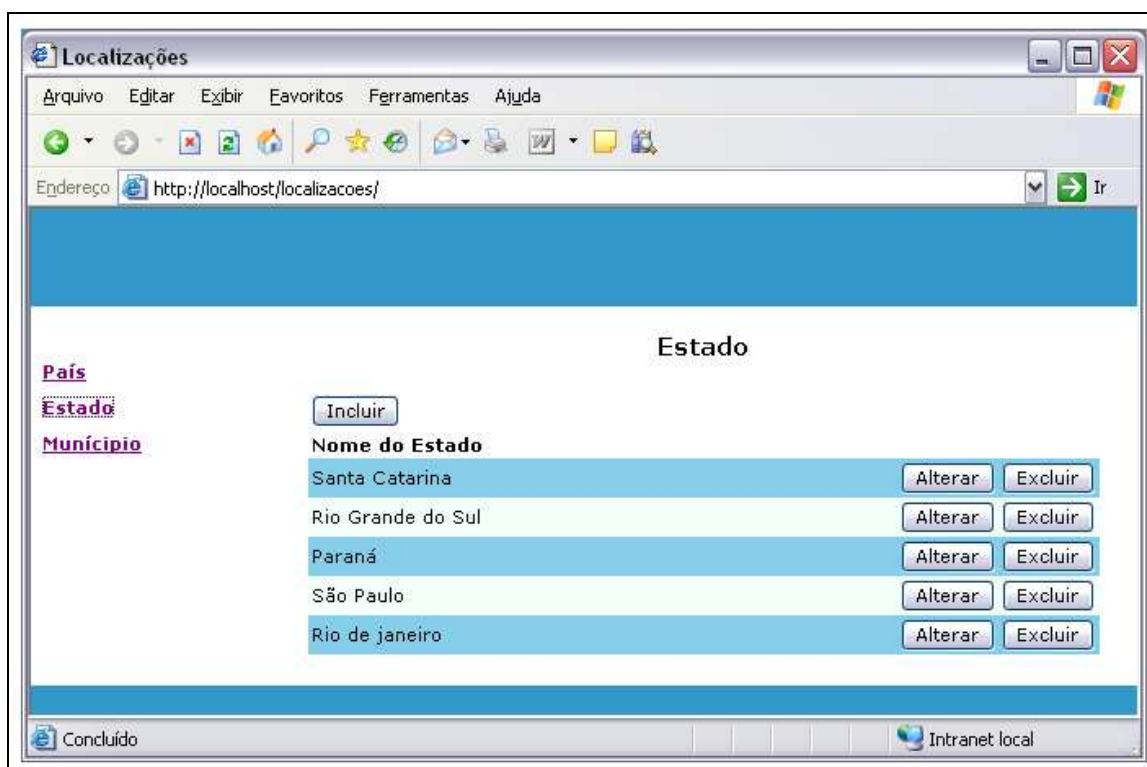 Localizações
Arquivo Editar Exibir Favoritos Ferramentas Ajuda
Endereço http://localhost/localizacoes/ Ir
Estado
País
Estado
Munícipio
Incluir
Nome do Estado
Santa Catarina Alterar Excluir
Rio Grande do Sul Alterar Excluir
Paraná Alterar Excluir
São Paulo Alterar Excluir
Rio de janeiro Alterar Excluir
Concluído Intranet local